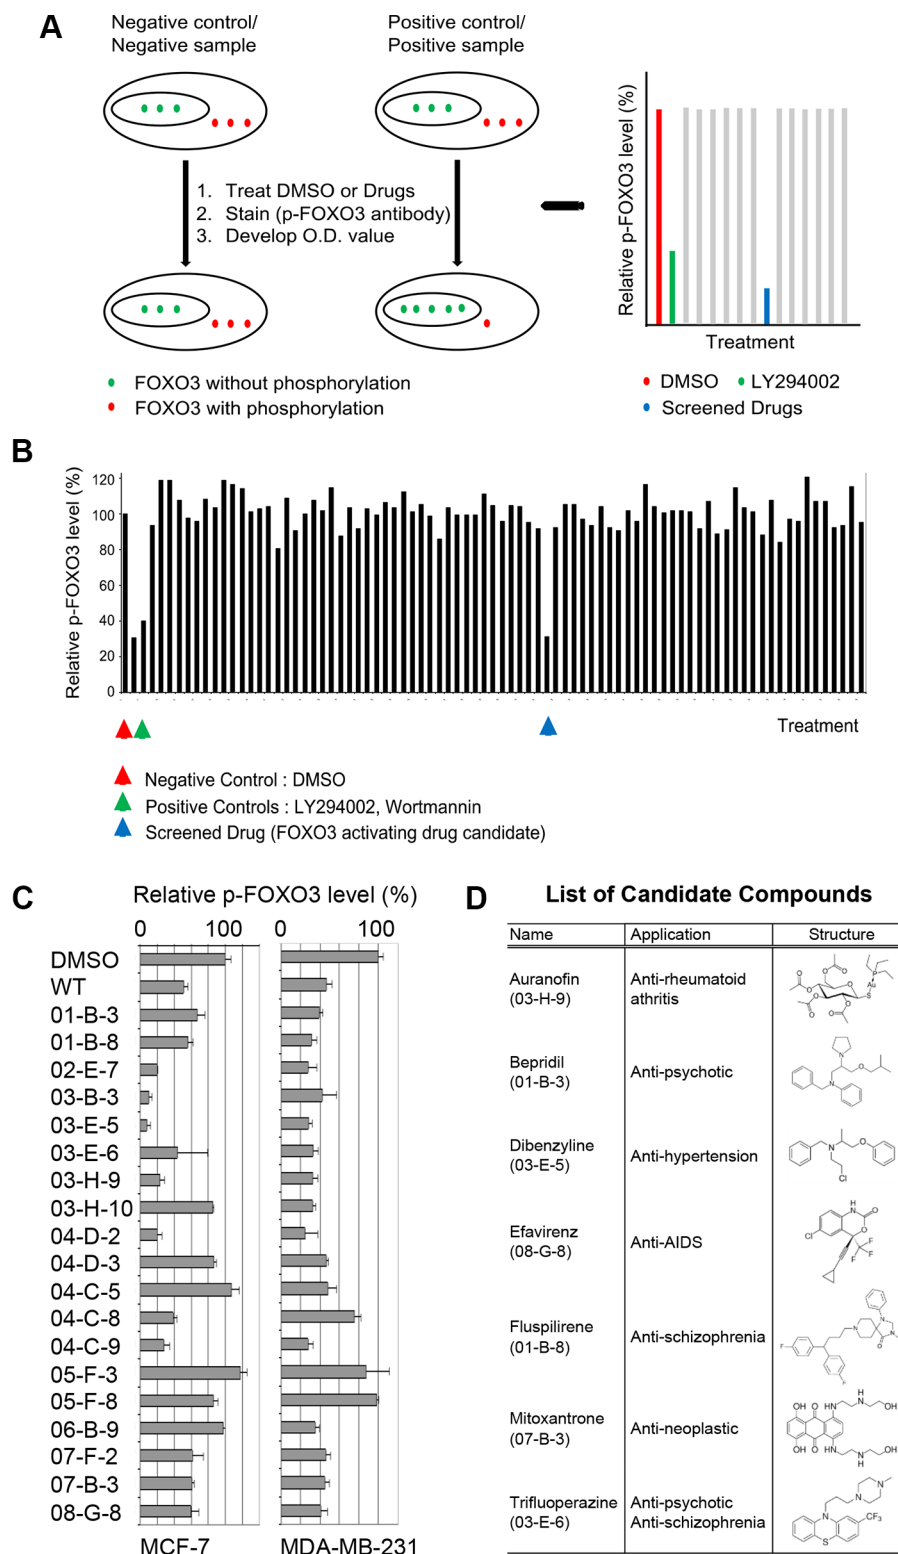 A
Negative control/
Negative sample
Positive control/
Positive sample
1. Treat DMSO or Drugs
2. Stain (p-FOXO3 antibody)
3. Develop O.D. value
FOXO3 without phosphorylation
FOXO3 with phosphorylation
Relative p-FOXO3 level (%)
Treatment
DMSO LY294002
Screened Drugs
B
Relative p-FOXO3 level (%)
120
100
80
60
40
20
0
Treatment
Negative Control : DMSO
Positive Controls : LY294002, Wortmannin
Screened Drug (FOXO3 activating drug candidate)
C
Relative p-FOXO3 level (%)
0 100 0 100
DMSO
WT
01-B-3
01-B-8
02-E-7
03-B-3
03-E-5
03-E-6
03-H-9
03-H-10
04-D-2
04-D-3
04-C-5
04-C-8
04-C-9
05-F-3
05-F-8
06-B-9
07-F-2
07-B-3
08-G-8
MCF-7 MDA-MB-231
D
List of Candidate Compounds
Name Application Structure
Auranofin
(03-H-9)
Anti-rheumatoid
athritis
Bepridil
(01-B-3)
Anti-psychotic
Dibenzyline
(03-E-5)
Anti-hypertension
Efavirenz
(08-G-8)
Anti-AIDS
Fluspilirene
(01-B-8)
Anti-schizophrenia
Mitoxantrone
(07-B-3)
Anti-neoplastic
Trifluoperazine
(03-E-6)
Anti-psychotic
Anti-schizophrenia